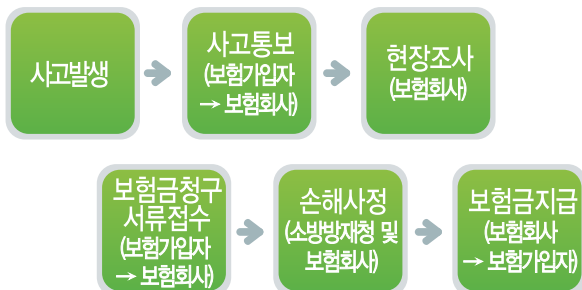 사고발생
사고통보
(보험가입자
→ 보험회사)
현장조사
(보험회사)
보험금청구
서류접수
(보험가입자
→ 보험회사)
손해사정
(소방방재청 및
보험회사)
보험금지급
(보험회사
→ 보험가입자)